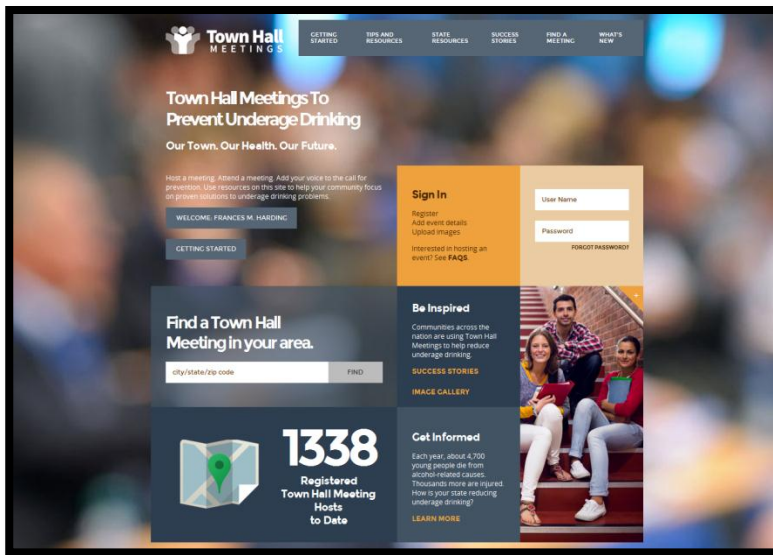 Town Hall
MEETINGS
GETTING
STARTED
TIPS AND
RESOURCES
STATE
RESOURCES
SUCCESS
STORIES
FIND A
MEETING
WHAT'S
NEW
Town Hall Meetings To
Prevent Underage Drinking
Our Town. Our Health. Our Future.
Host a meeting. Attend a meeting. Add your voice to the call for
prevention. Use resources on this site to help your community focus
on proven solutions to underage drinking problems.
WELCOME: FRANCES M. HARDING
GETTING STARTED
Sign In
Register
Add event details
Upload images
Interested in hosting an
event? See FAQS.
User Name
Password
FORGOT PASSWORD?
Find a Town Hall
Meeting in your area.
city/state/zip code
FIND
Be Inspired
Communities across the
nation are using Town Hall
Meetings to help reduce
underage drinking.
SUCCESS STORIES
IMAGE GALLERY
+
1338
Registered
Town Hall Meeting
Hosts
to Date
Get Informed
Each year, about 4,700
young people die from
alcohol-related causes.
Thousands more are injured.
How is your state reducing
underage drinking?
LEARN MORE